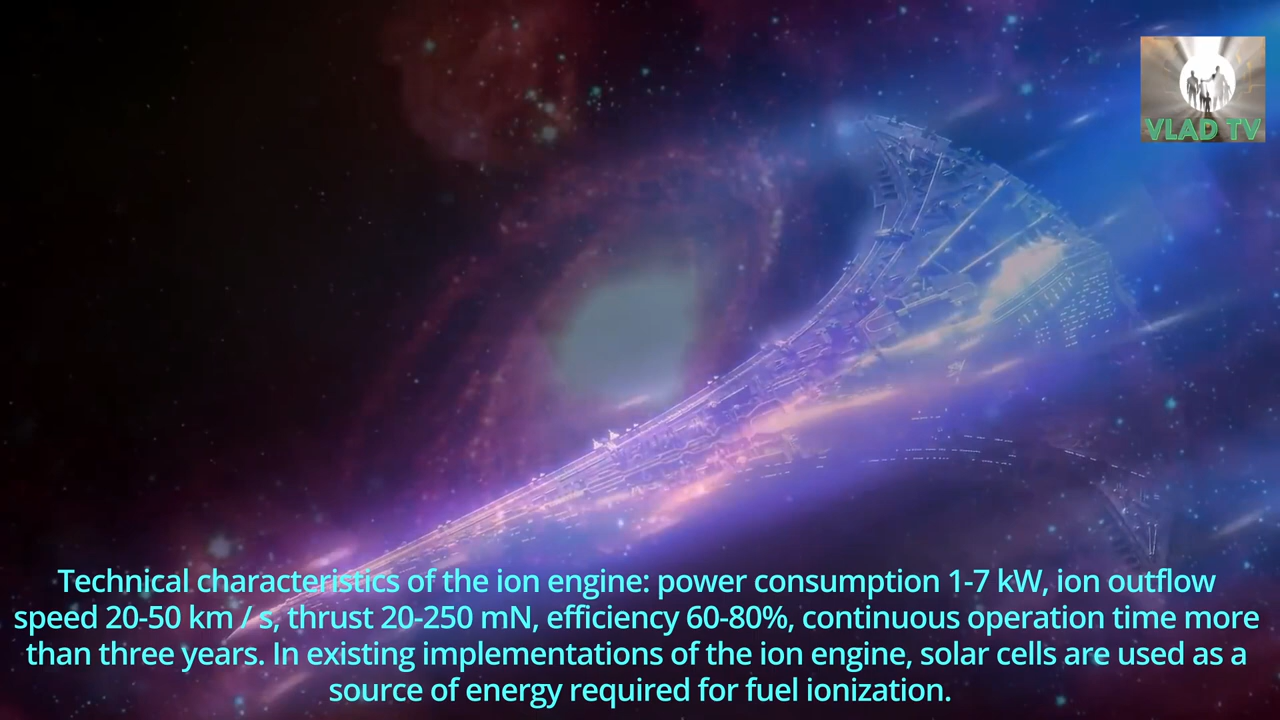 VLAD TV
Technical characteristics of the ion engine: power consumption 1-7 kW, ion outflow
speed 20-50 km / s, thrust 20-250 mN, efficiency 60-80%, continuous operation time more
than three years. In existing implementations of the ion engine, solar cells are used as a
source of energy required for fuel ionization.